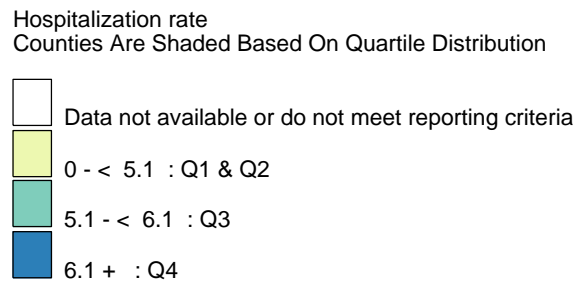 Hospitalization rate
Counties Are Shaded Based On Quartile Distribution
Data not available or do not meet reporting criteria
0 - < 5.1 : Q1 & Q2
5.1 - < 6.1 : Q3
6.1 + : Q4